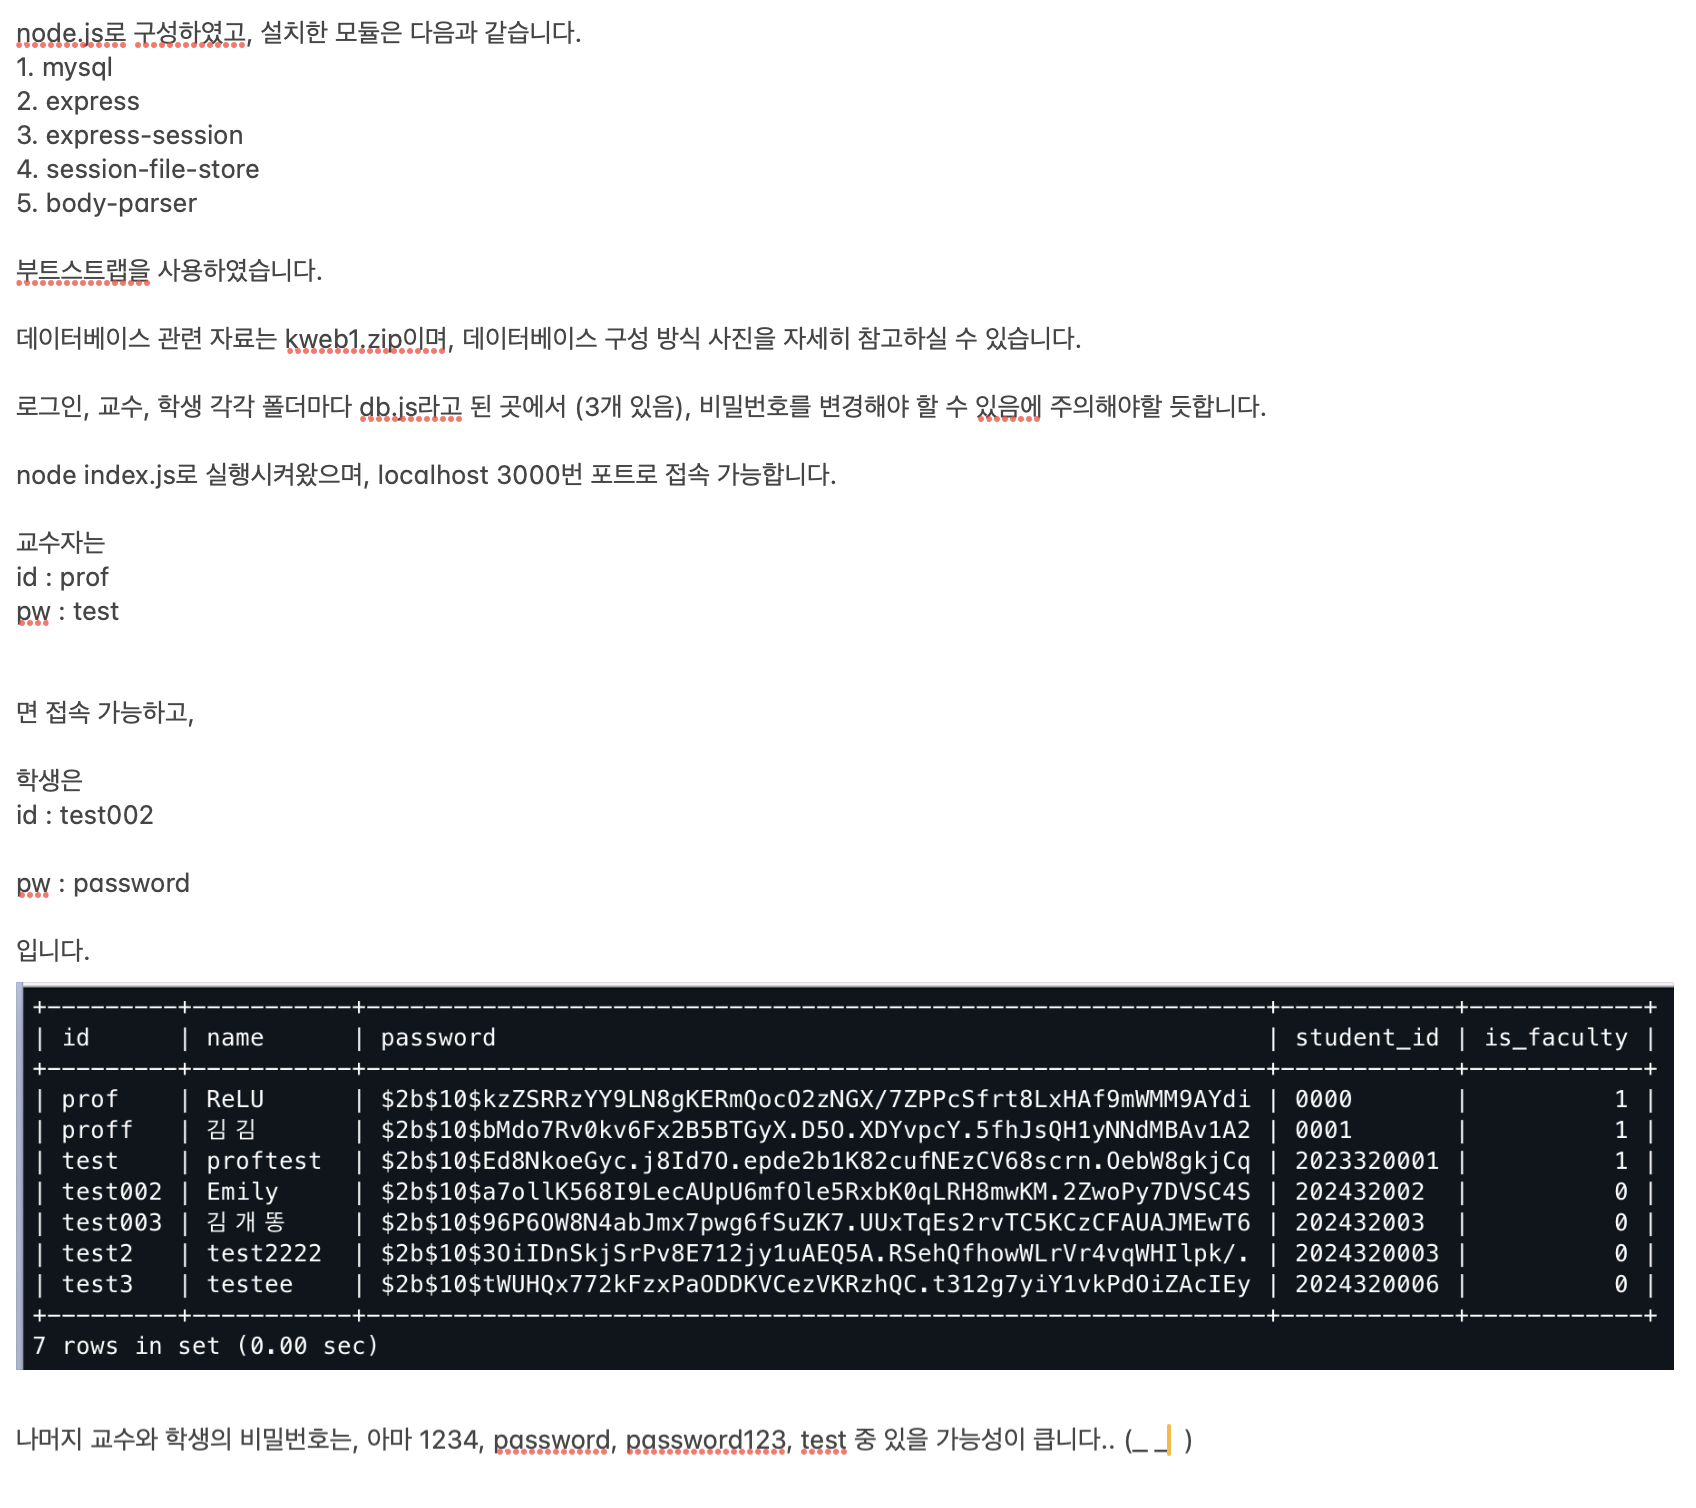 node.js로 구성하였고, 설치한 모듈은 다음과 같습니다.
1. mysql
2. express
3. express-session
4. session-file-store
5. body-parser
부트스트랩을 사용하였습니다.
데이터베이스 관련 자료는 kweb1.zip이며, 데이터베이스 구성 방식 사진을 자세히 참고하실 수 있습니다.
로그인, 교수, 학생 각각 폴더마다 db.js라고 된 곳에서 (3개 있음), 비밀번호를 변경해야 할 수 있음에 주의해야할 듯합니다.
node index.js로 실행시켜왔으며, localhost 3000번 포트로 접속 가능합니다.
교수자는
id : prof
pw : test
면 접속 가능하고,
학생은
id : test002
pw : password
입니다.
+---------+-----------+--------------------------------------------------------------+------------+------------+
| id | name | password | student_id | is_faculty |
+---------+-----------+--------------------------------------------------------------+------------+------------+
| prof | ReLU | $2b$10$kzZSRRzYY9LN8gKERmQocO2zNGX/7ZPPcSfrt8LxHAf9mWMM9AYdi | 0000 | 1 |
| proff | 김 김 | $2b$10$bMdo7Rv0kv6Fx2B5BTGyX.D5O.XDYvpcY.5fhJsQH1yNNdMBAv1A2 | 0001 | 1 |
| test | proftest | $2b$10$Ed8NkoeGyc.j8Id7O.epde2b1K82cufNEzCV68scrn.OebW8gkjCq | 2023320001 | 1 |
| test002 | Emily | $2b$10$a7ollK568I9LecAUpU6mfOle5RxbK0qLRH8mwKM.2ZwoPy7DVSC4S | 202432002 | 0 |
| test003 | 김 개 똥 | $2b$10$96P6OW8N4abJmx7pwg6fSuZK7.UUxTqEs2rvTC5KCzCFAUAJMEwT6 | 202432003 | 0 |
| test2 | test2222 | $2b$10$3OiIDnSkjSrPv8E712jy1uAEQ5A.RSehQfhowWLrVr4vqWHIlpk/. | 2024320003 | 0 |
| test3 | testee | $2b$10$tWUHQx772kFzxPaODDKVCezVKRzhQC.t312g7yiY1vkPdOiZAcIEy | 2024320006 | 0 |
+---------+-----------+--------------------------------------------------------------+------------+------------+
7 rows in set (0.00 sec)
나머지 교수와 학생의 비밀번호는, 아마 1234, password, password123, test 중 있을 가능성이 큽니다.. (_ _ )